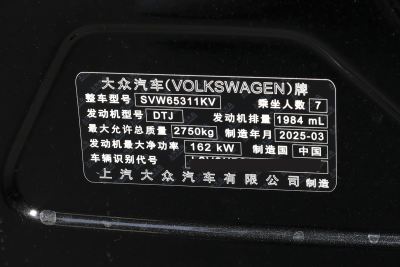 大众汽车(VOLKSWAGEN)牌
整车型号 SVW65311KV 乘坐人数 7
发动机型号 DTJ 发动机排量 1984 mL
最大允许总质量 2750kg 制造年月 2025-03
发动机最大净功率 162 kW 制造国 中国
车辆识别代号
上汽大众汽车有限公司 制造